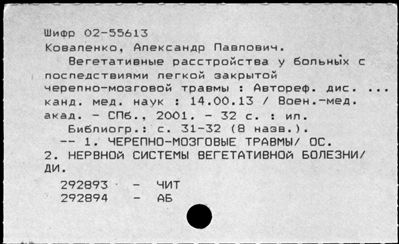 Шифр 02-55613
Коваленко, Александр Павлович.
Вегетативные расстройства у больных с
последствиями легкой закрытой
черепно-мозговой травмы : Автореф. дис. ...
канд. мед. наук : 14.00.13 / Воен.-мед.
акад. - СПб., 2001. - 32 с. : ил.
Библиогр.: с. 31-32 (8 назв.).
-- 1. ЧЕРЕПНО-МОЗГОВЫЕ ТРАВМЫ/ ОС.
2. НЕРВНОЙ СИСТЕМЫ ВЕГЕТАТИВНОЙ БОЛЕЗНИ/
ДИ.
292893 - ЧИТ
292894 - АБ